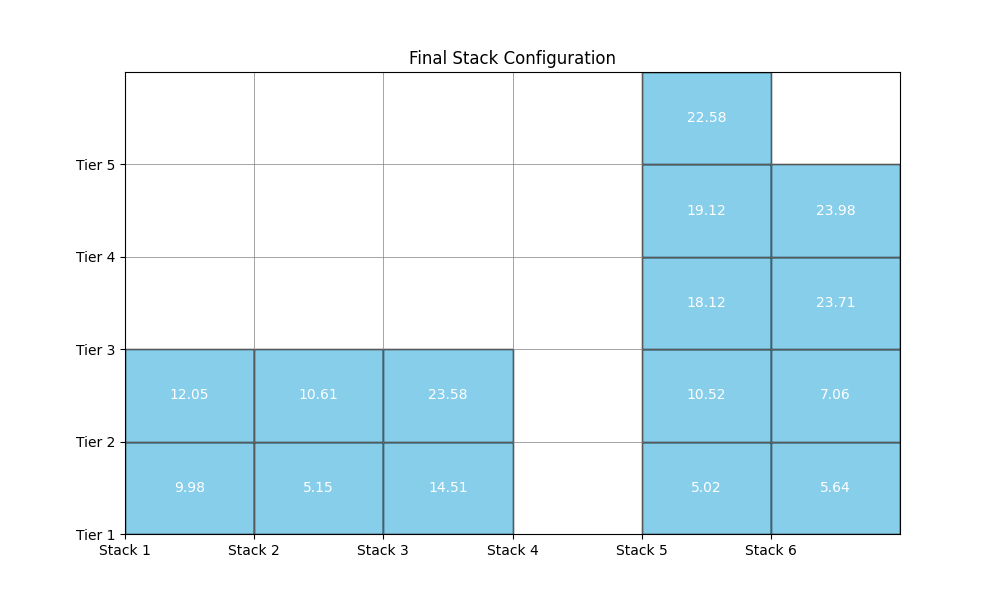 Final Stack Configuration
22.58
Tier 5
19.12 23.98
Tier 4
18.12 23.71
Tier 3
12.05 10.61 23.58 10.52 7.06
Tier 2
9.98 5.15 14.51 5.02 5.64
Tier 1
Stack 1 Stack 2 Stack 3 Stack 4 Stack 5 Stack 6